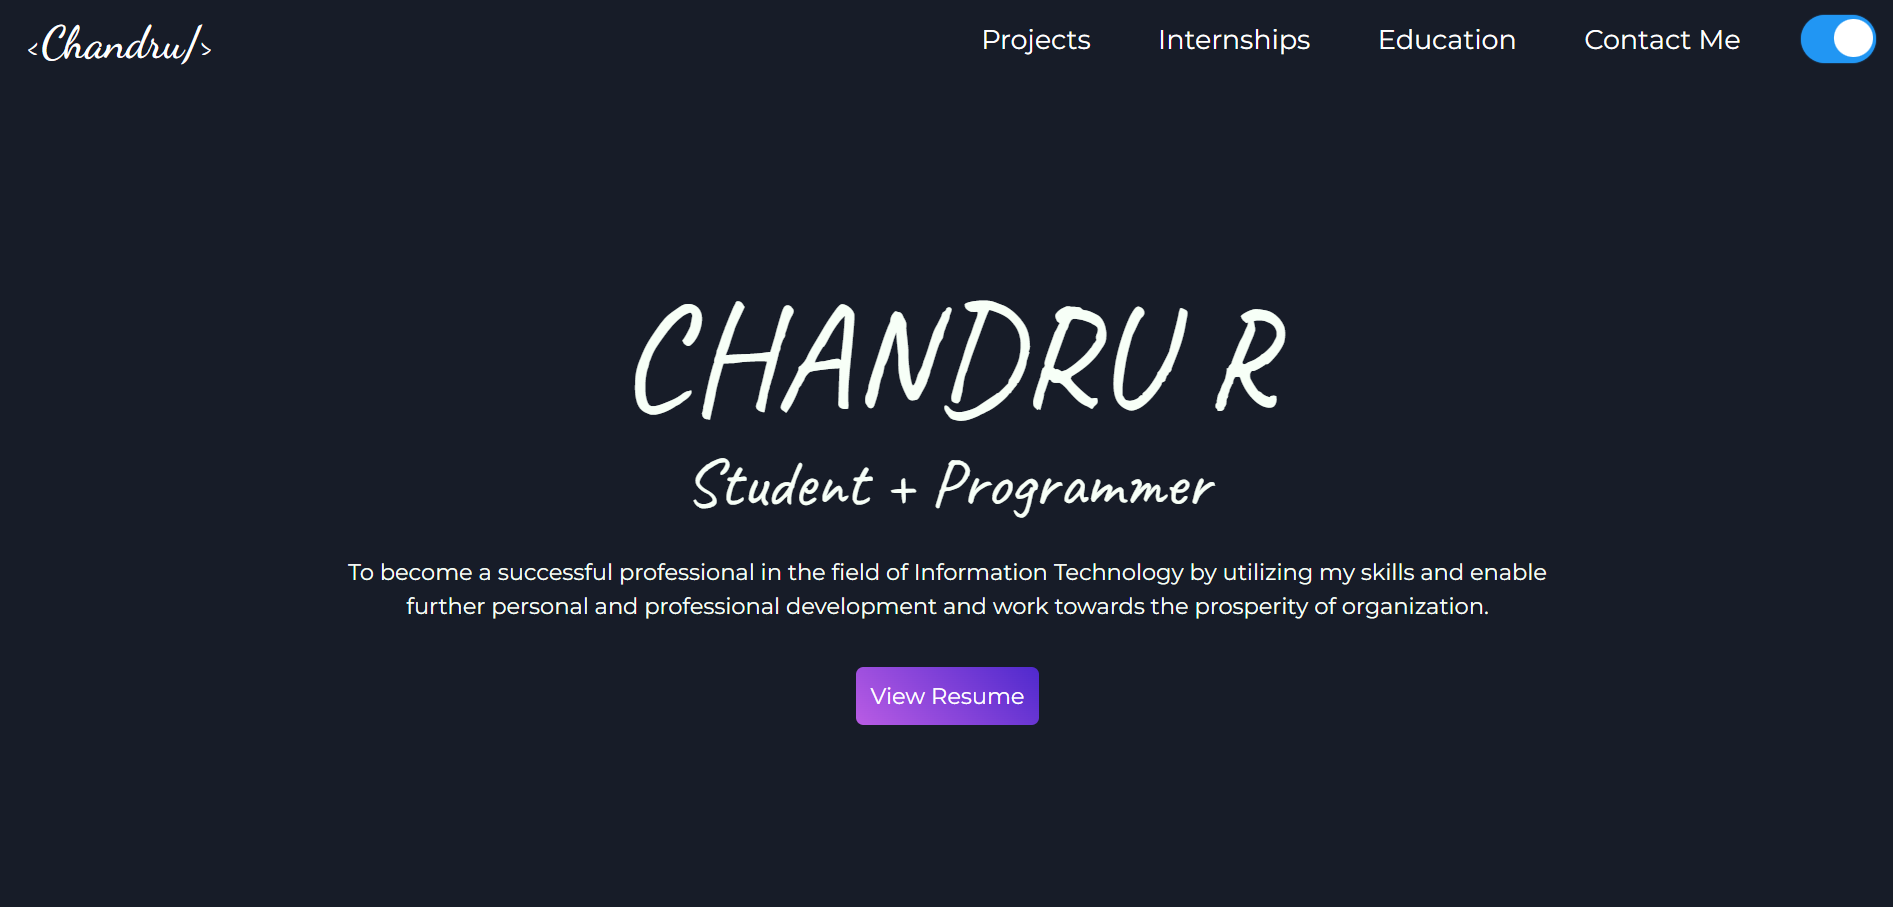 <Chandru/>
Projects Internships Education Contact Me
CHANDRU R
Student + Programmer
To become a successful professional in the field of Information Technology by utilizing my skills and enable
further personal and professional development and work towards the prosperity of organization.
View Resume